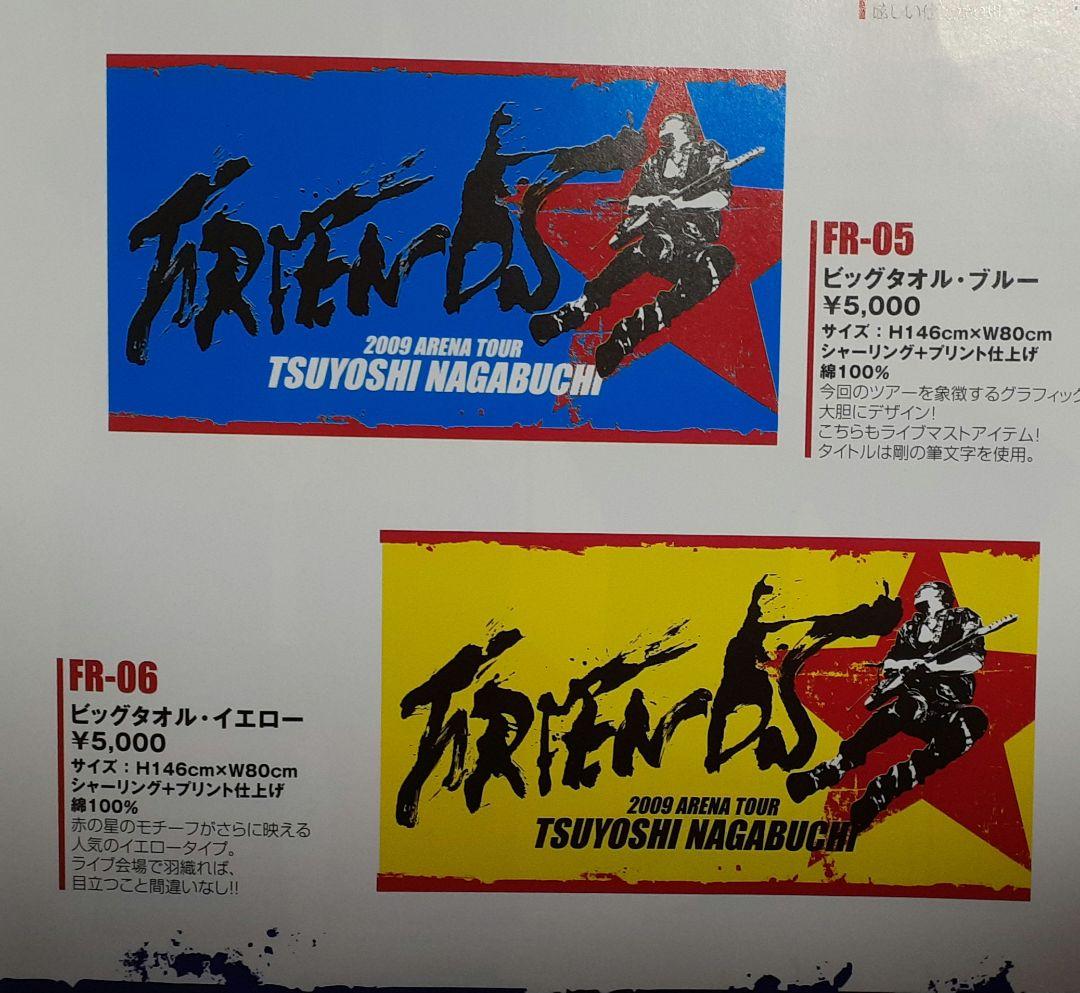 嬉しい仕
FRIENDS
2009 ARENA TOUR
TSUYOSHI NAGABUCHI
FR-05
ビッグタオル・ブルー
¥5,000
サイズ：H146cm×W80cm
シャーリング+プリント仕上げ
綿100%
今回のツアーを象徴するグラフィック
大胆にデザイン!
こちらもライブマストアイテム!
タイトルは剛の筆文字を使用。
FR-06
ビッグタオル・イエロー
¥5,000
サイズ：H146cm×W80cm
シャーリング+プリント仕上げ
綿100%
赤の星のモチーフがさらに映える
人気のイエロータイプ。
ライブ会場で羽織れば、
目立つこと間違いなし!!
FRIENDS
2009 ARENA TOUR
TSUYOSHI NAGABUCHI